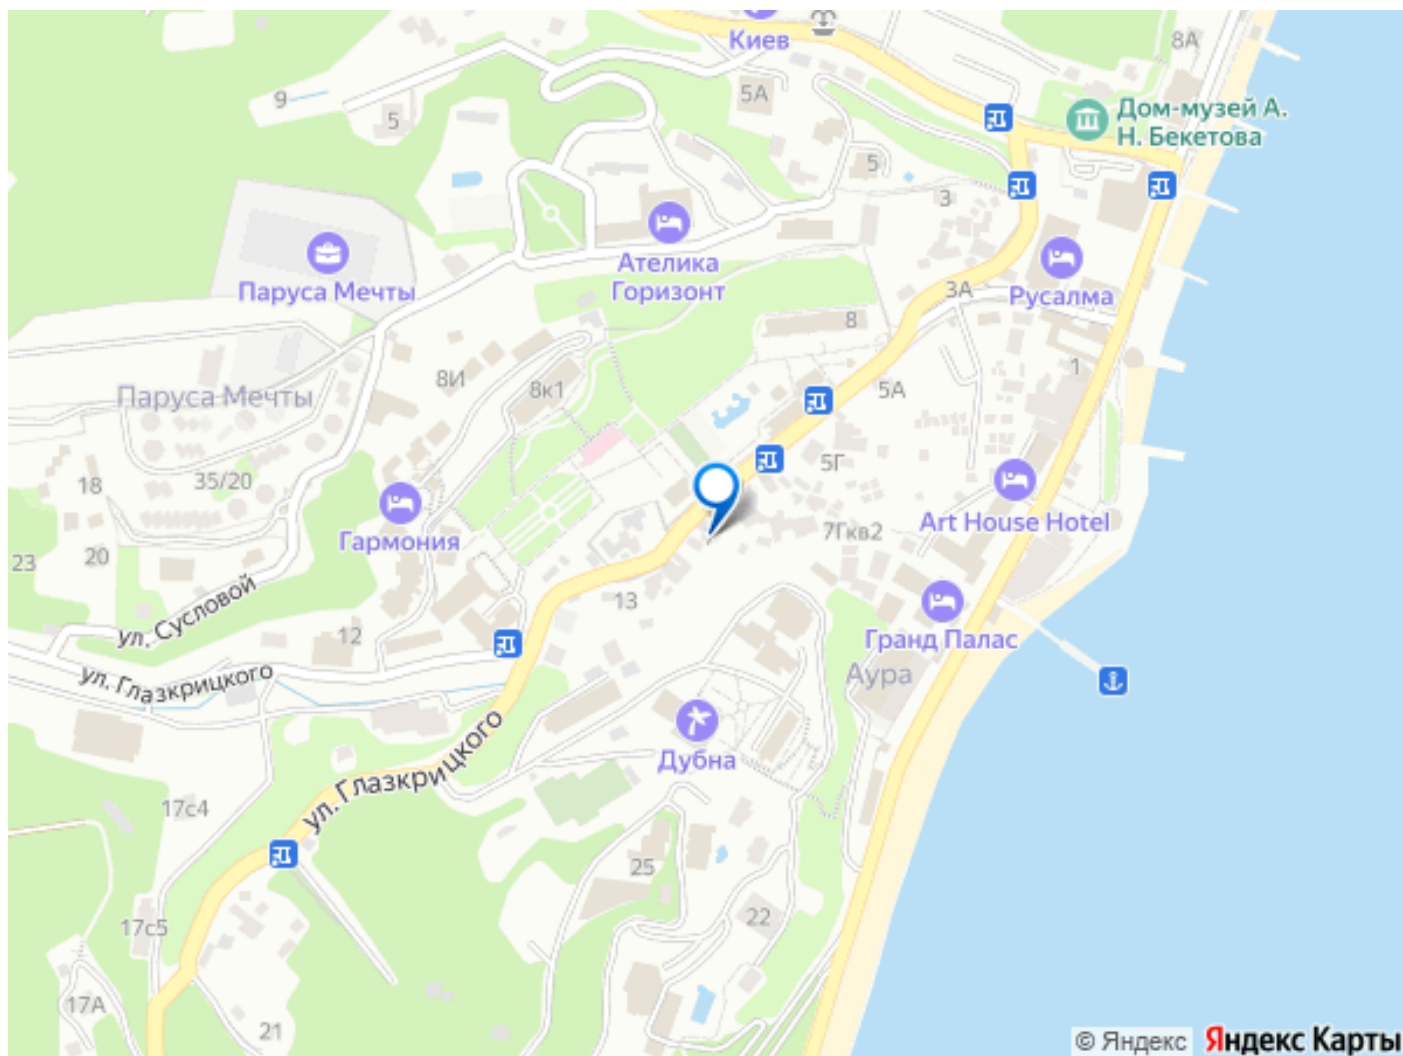 Киев
8А
9
5
5А
Дом-музей А.
Н. Бекетова
5
3
Паруса Мечты
Ателика
Горизонт
3А
Русалма
8
8И
8к1
Паруса Мечты
5А
1
18
35/20
5Г
Гармония
Art House Hotel
7Гкв2
23
20
13
ул. Сусловой
12
Гранд Палас
ул. Глазкрицкого
Аура
ул. Глазкрицкого
Дубна
17с4
25
22
17с5
17А
21
© Яндекс Яндекс Карты